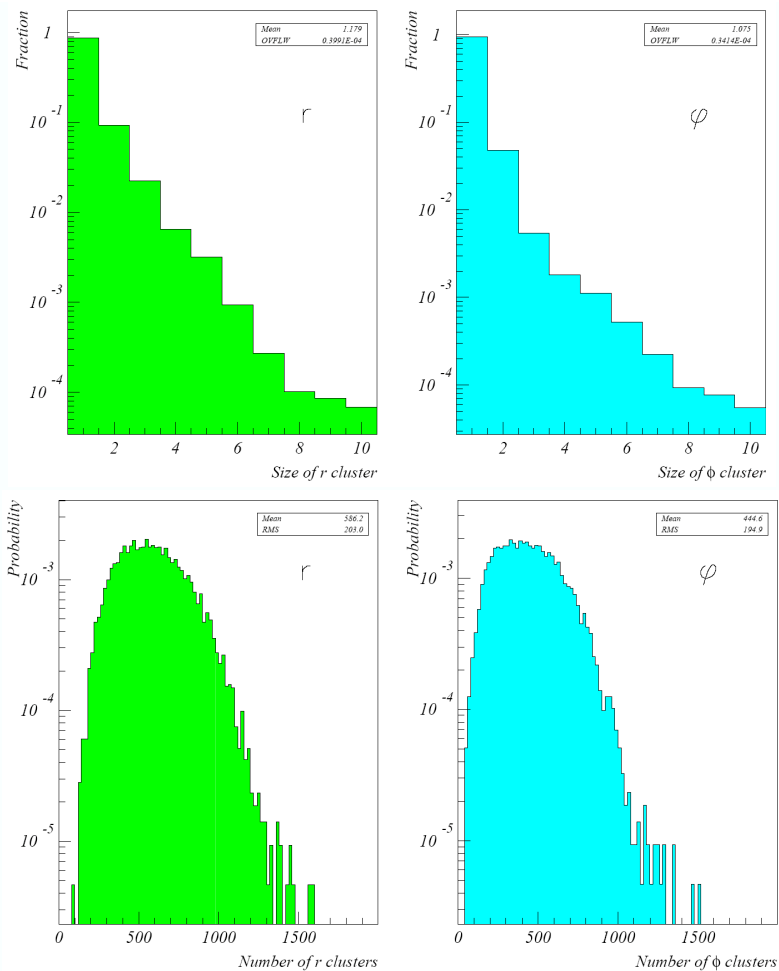 Fraction
1
10 -1
10 -2
10 -3
10 -4
Mean 1.179
OVFLW 0.3991E-04
r
2 4 6 8 10
Size of r cluster
Fraction
1
10 -1
10 -2
10 -3
10 -4
Mean 1.075
OVFLW 0.3414E-04
φ
2 4 6 8 10
Size of ϕ cluster
Probability
10 -3
10 -4
10 -5
Mean 586.2
RMS 203.0
r
0 500 1000 1500
Number of r clusters
Probability
10 -3
10 -4
10 -5
Mean 444.6
RMS 194.9
φ
0 500 1000 1500
Number of ϕ clusters